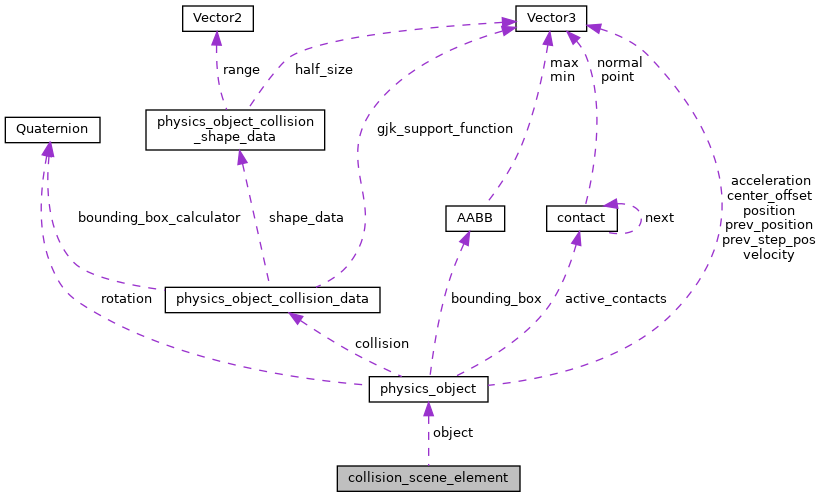 Vector2
Vector3
range
half_size
max
min
normal
point
physics_object_collision
_shape_data
Quaternion
gjk_support_function
acceleration
center_offset
position
prev_position
prev_step_pos
velocity
bounding_box_calculator
shape_data
AABB
contact
next
rotation
physics_object_collision_data
bounding_box
active_contacts
collision
physics_object
object
collision_scene_element